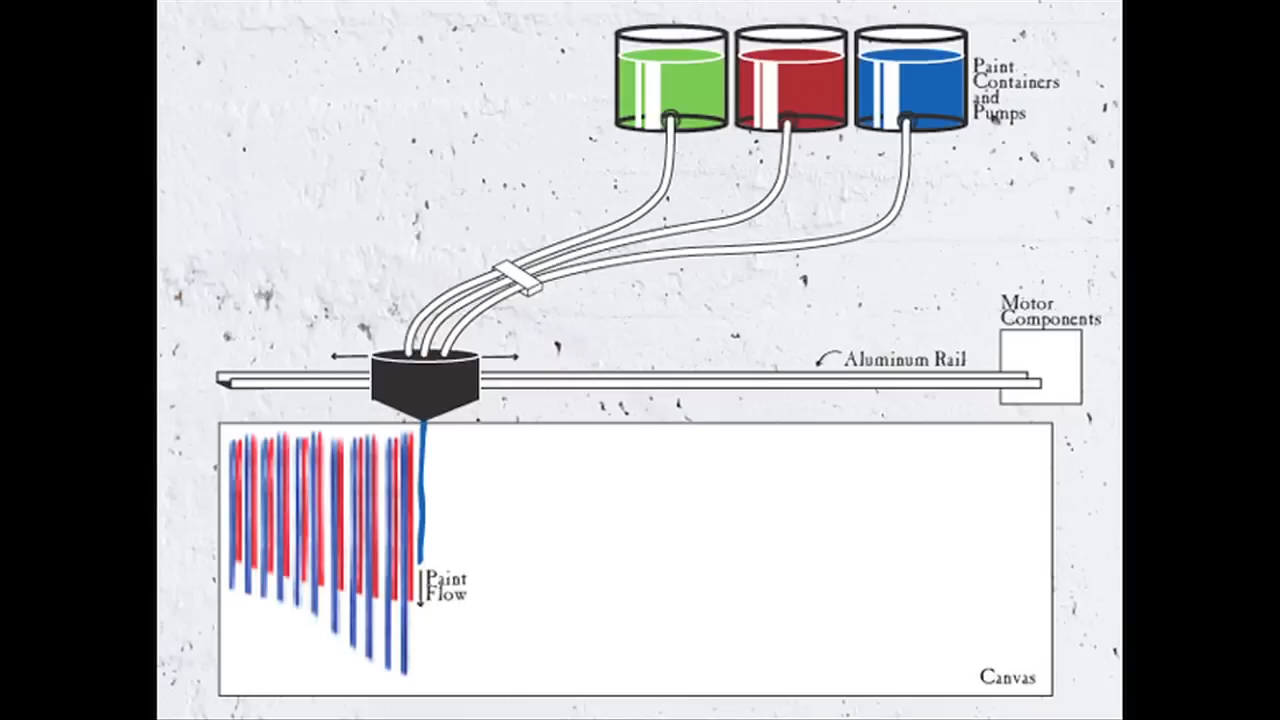 Paint
Containers
and
Pumps
Motor
Components
Aluminum Rail
Paint
Flow
Canvas